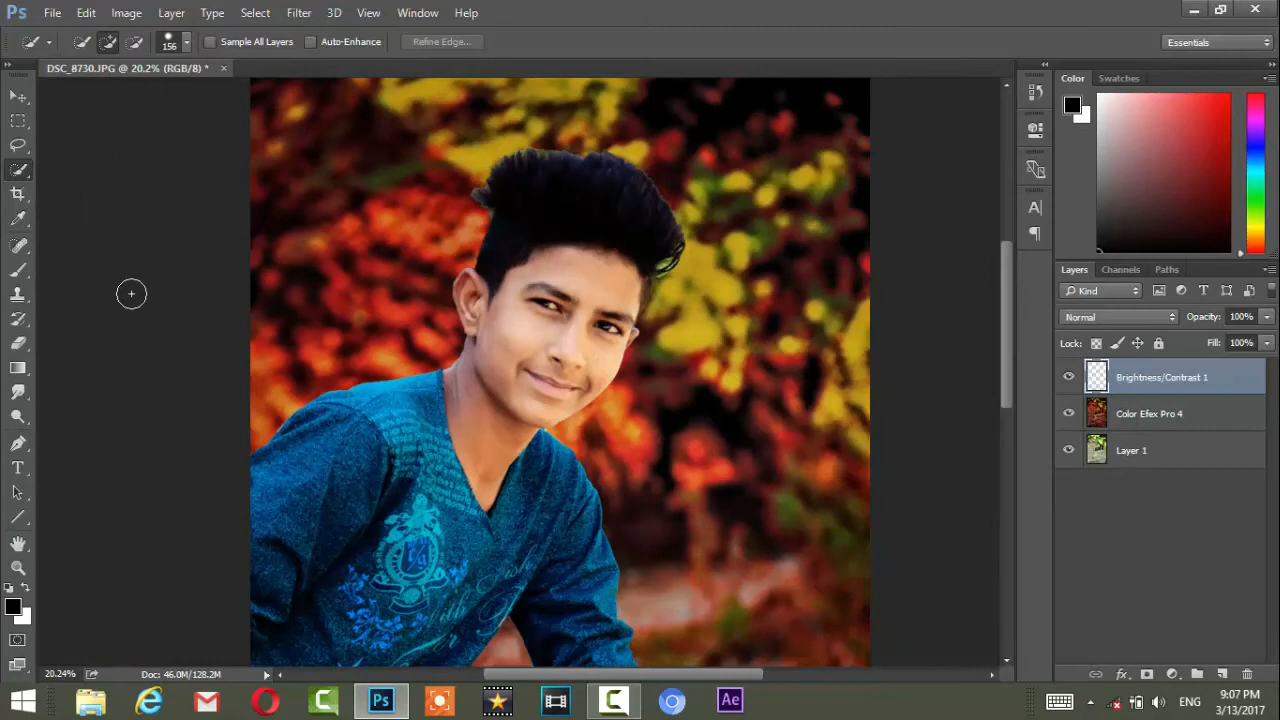 Ps File Edit Image Layer Type Select Filter 3D View Window Help
156 Sample All Layers Auto-Enhance Refine Edge... Essentials
DSC_8730.JPG @ 20.2% (RGB/8) * ×
Color Swatches
Layers Channels Paths
Kind
Normal Opacity: 100%
Lock: Fill: 100%
Brightness/Contrast 1
Color Efex Pro 4
Layer 1
20.24% Doc: 46.0M/128.2M
Ps Ae ENG 9:07 PM
3/13/2017